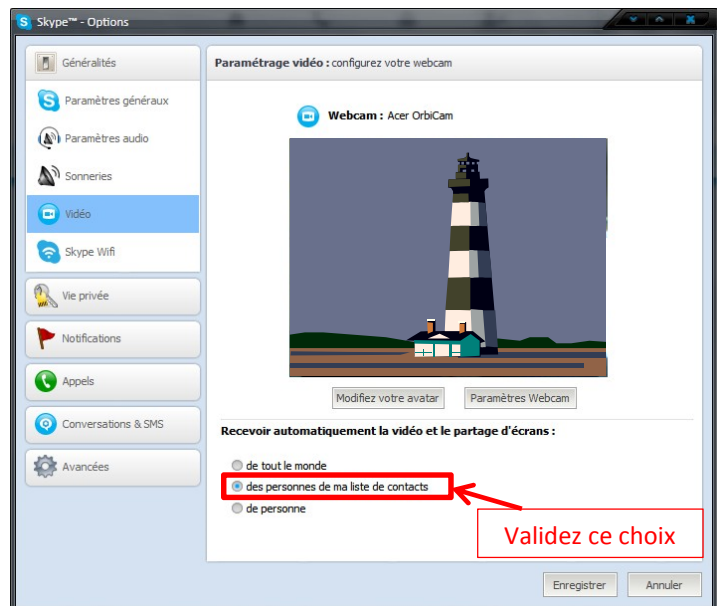 Skype™ - Options
Généralités
Paramètres généraux
Paramètres audio
Sonneries
Vidéo
Skype Wifi
Vie privée
Notifications
Appels
Conversations & SMS
Avancées
Paramétrage vidéo : configurez votre webcam
Webcam : Acer OrbiCam
Modifiez votre avatar
Paramètres Webcam
Recevoir automatiquement la vidéo et le partage d'écrans :
de tout le monde
des personnes de ma liste de contacts
de personne
Validez ce choix
Enregistrer
Annuler